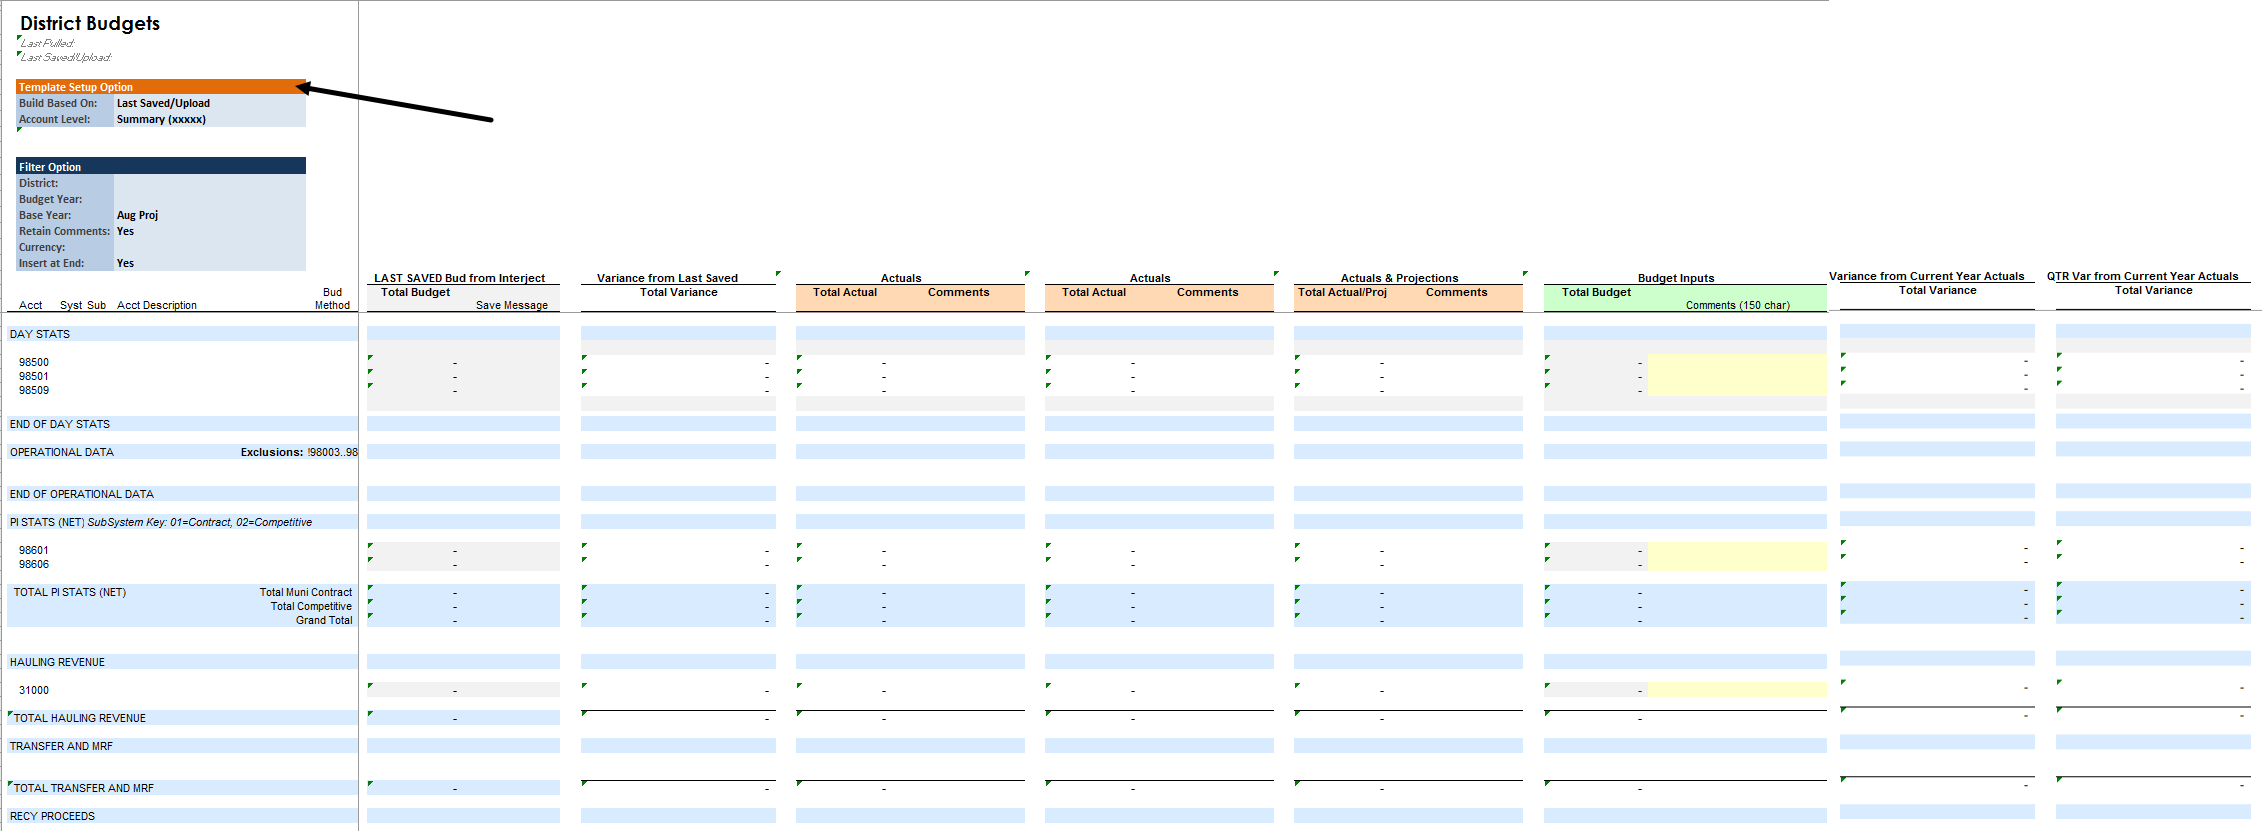 District Budgets
Last Pulled:
Last Saved/Upload:
Template Setup Option
Build Based On: Last Saved/Upload
Account Level: Summary (xxxxx)
Filter Option
District:
Budget Year:
Base Year: Aug Proj
Retain Comments: Yes
Currency:
Insert at End: Yes
LAST SAVED Bud from Interject Variance from Last Saved Actuals Actuals Actuals & Projections Budget Inputs Variance from Current Year Actuals QTR Var from Current Year Actuals
Bud Total Budget Total Variance Total Actual Comments Total Actual Comments Total Actual/Proj Comments Total Budget Total Variance Total Variance
Acct Syst Sub Acct Description Method Save Message Comments (150 char)
DAY STATS
98500 - - - - - - - -
98501 - - - - - - - -
98509 - - - - - - - -
END OF DAY STATS
OPERATIONAL DATA Exclusions: !98003..98
END OF OPERATIONAL DATA
PI STATS (NET) SubSystem Key: 01=Contract, 02=Competitive
98601 - - - - - - - -
98606 - - - - - - - -
TOTAL PI STATS (NET) Total Muni Contract - - - - - - - -
Total Competitive - - - - - - - -
Grand Total - - - - - - - -
HAULING REVENUE
31000 - - - - - - - -
TOTAL HAULING REVENUE - - - - - - - -
TRANSFER AND MRF
TOTAL TRANSFER AND MRF - - - - - - - -
RECY PROCEEDS